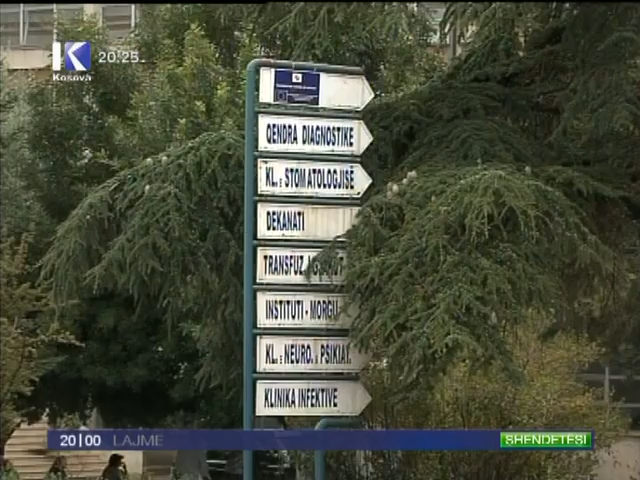 K
Kosova
20:25
QENDRA DIAGNOSTIKE
KL.: STOMATOLOGJISË
DEKANATI
TRANSFUZ.
INSTITUTI - MORGU
KL.: NEURO. PSIKIAT.
KLINIKA INFEKTIVE
20|00 LAJME
SHENDETESI